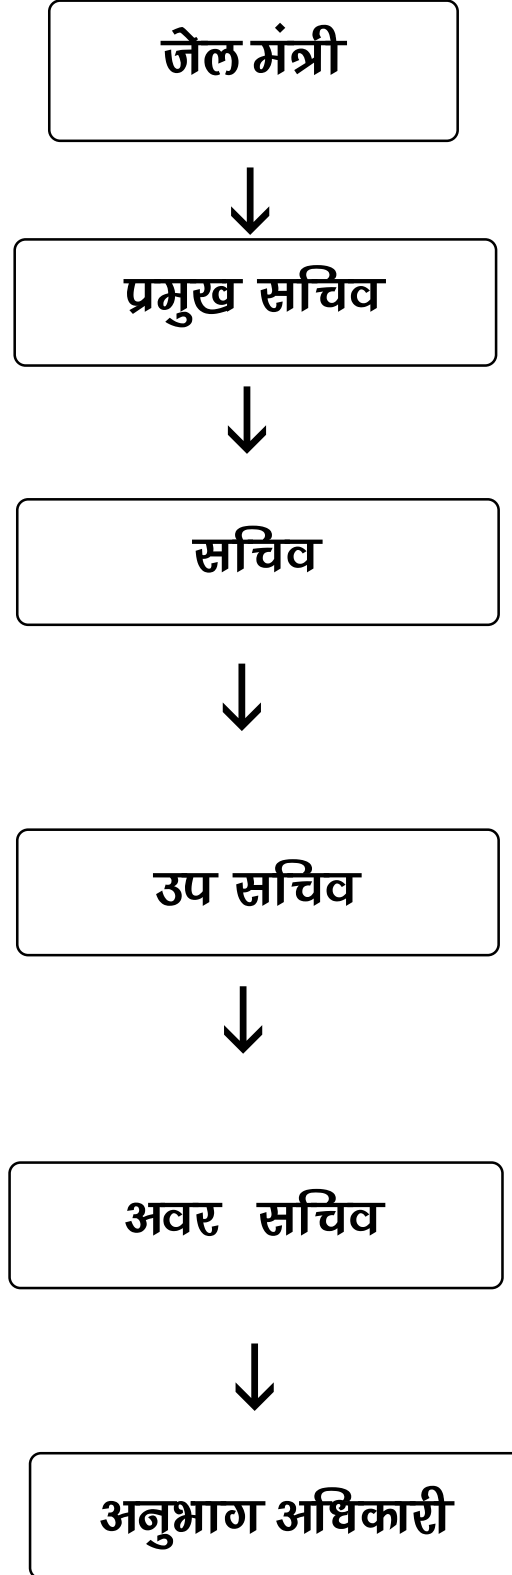 जेल मंत्री
प्रमुख सचिव
सचिव
उप सचिव
अवर सचिव
अनुभाग अधिकारी